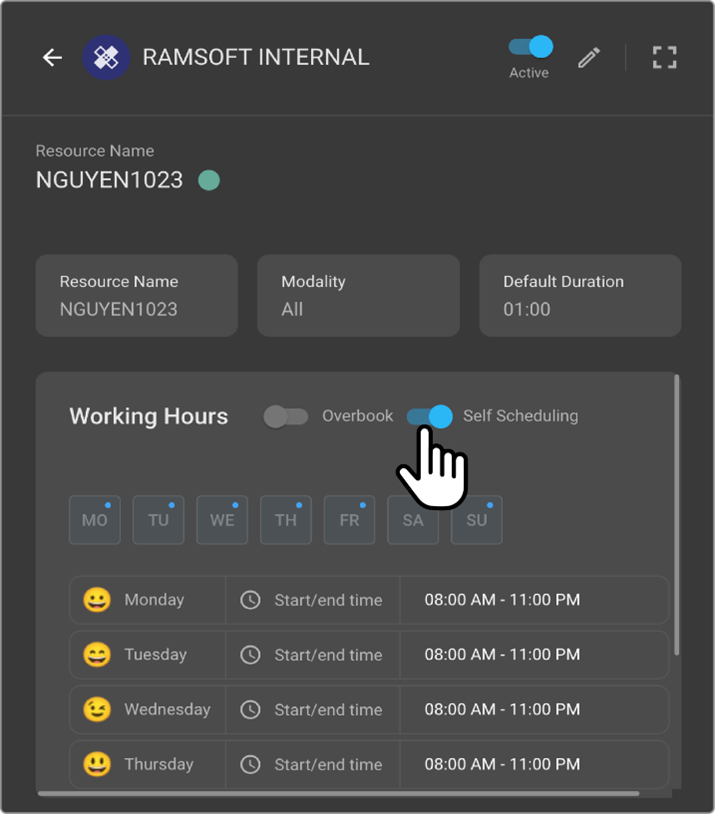 RAMSOFT INTERNAL
Active
Resource Name
NGUYEN1023
Resource Name Modality Default Duration
NGUYEN1023 All 01:00
Working Hours Overbook Self Scheduling
MO TU WE TH FR SA SU
Monday Start/end time 08:00 AM - 11:00 PM
Tuesday Start/end time 08:00 AM - 11:00 PM
Wednesday Start/end time 08:00 AM - 11:00 PM
Thursday Start/end time 08:00 AM - 11:00 PM